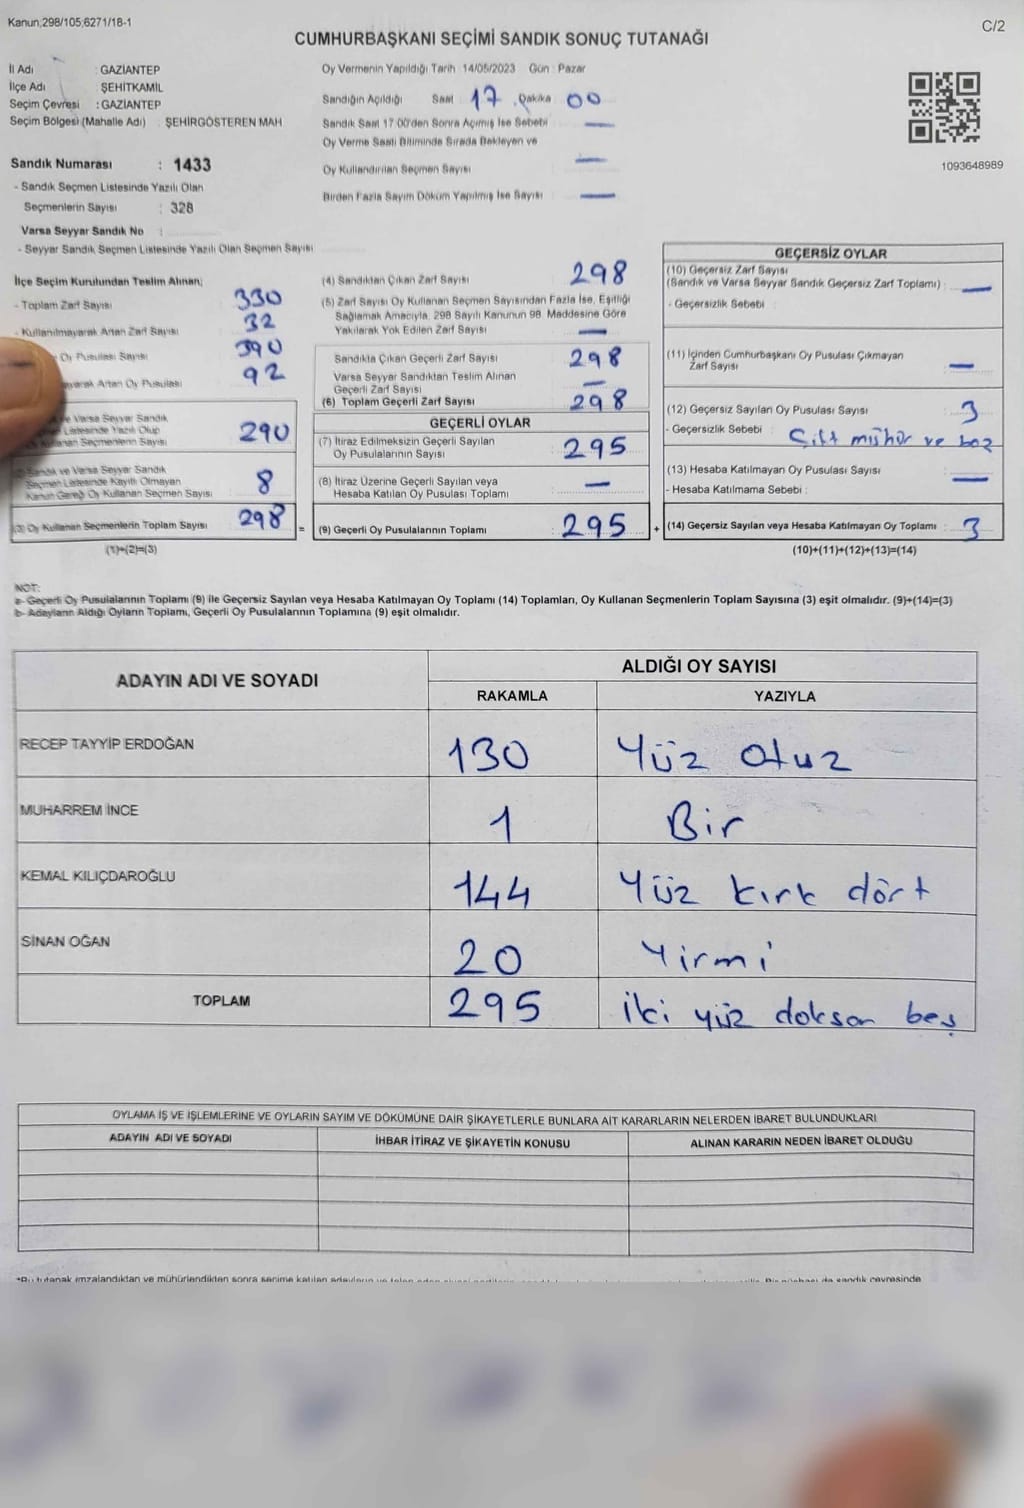 Kanun;298/105,6271/18-1
C/2
CUMHURBAŞKANI SEÇİMİ SANDIK SONUÇ TUTANAĞI
İl Adı : GAZİANTEP
İlçe Adı : ŞEHİTKAMİL
Seçim Çevresi : GAZİANTEP
Seçim Bölgesi (Mahalle Adı) : ŞEHİRGÖSTEREN MAH
Sandık Numarası : 1433
- Sandık Seçmen Listesinde Yazılı Olan
Seçmenlerin Sayısı : 328
Varsa Seyyar Sandık No :
- Seyyar Sandık Seçmen Listesinde Yazılı Olan Seçmen Sayısı
Oy Vermenin Yapıldığı Tarih : 14/05/2023 Gün : Pazar
Sandığın Açıldığı Saat 17 Dakika 00
Sandık Saat 17:00'den Sonra Açımış İse Sebebi —
Oy Verme Saati Bitiminde Sırada Bekleyen ve
Oy Kullandırılan Seçmen Sayısı —
Birden Fazla Sayım Döküm Yapılmış İse Sayısı —
1093648989
İlçe Seçim Kurulundan Teslim Alınan;
- Toplam Zarf Sayısı 330
- Kullanılmayarak Artan Zarf Sayısı 32
Oy Pusulası Sayısı 390
Artan Oy Pusulası 92
ve Varsa Seyyar Sandık
Listesinde Yazılı Olup
Kullanan Seçmenlerin Sayısı 290
Sandık ve Varsa Seyyar Sandık
Seçmen Listesinde Kayıtlı Olmayan
Kanun Gereği Oy Kullanan Seçmen Sayısı 8
(3) Oy Kullanan Seçmenlerin Toplam Sayısı 298
(1)+(2)=(3)
=
(4) Sandıktan Çıkan Zarf Sayısı 298
(5) Zarf Sayısı Oy Kullanan Seçmen Sayısından Fazla İse, Eşitliği
Sağlamak Amacıyla, 298 Sayılı Kanunun 98. Maddesine Göre
Yakılarak Yok Edilen Zarf Sayısı —
Sandıkta Çıkan Geçerli Zarf Sayısı 298
Varsa Seyyar Sandıktan Teslim Alınan
Geçerli Zarf Sayısı —
(6) Toplam Geçerli Zarf Sayısı 298
GEÇERLİ OYLAR
(7) İtiraz Edilmeksizin Geçerli Sayılan
Oy Pusulalarının Sayısı 295
(8) İtiraz Üzerine Geçerli Sayılan veya
Hesaba Katılan Oy Pusulası Toplamı —
(9) Geçerli Oy Pusulalarının Toplamı 295
+
GEÇERSİZ OYLAR
(10) Geçersiz Zarf Sayısı
(Sandık ve Varsa Seyyar Sandık Geçersiz Zarf Toplamı) : —
- Geçersizlik Sebebi :
(11) İçinden Cumhurbaşkanı Oy Pusulası Çıkmayan
Zarf Sayısı —
(12) Geçersiz Sayılan Oy Pusulası Sayısı 3
- Geçersizlik Sebebi : Çift mühür ve boz
(13) Hesaba Katılmayan Oy Pusulası Sayısı : —
- Hesaba Katılmama Sebebi :
(14) Geçersiz Sayılan veya Hesaba Katılmayan Oy Toplamı : 3
(10)+(11)+(12)+(13)=(14)
NOT:
a- Geçerli Oy Pusulalarının Toplamı (9) ile Geçersiz Sayılan veya Hesaba Katılmayan Oy Toplamı (14) Toplamları, Oy Kullanan Seçmenlerin Toplam Sayısına (3) eşit olmalıdır. (9)+(14)=(3)
b- Adayların Aldığı Oyların Toplamı, Geçerli Oy Pusulalarının Toplamına (9) eşit olmalıdır.
ADAYIN ADI VE SOYADI
ALDIĞI OY SAYISI
RAKAMLA YAZIYLA
RECEP TAYYİP ERDOĞAN 130 Yüz Otuz
MUHARREM İNCE 1 Bir
KEMAL KILIÇDAROĞLU 144 Yüz kırk dört
SİNAN OĞAN 20 Yirmi
TOPLAM 295 iki yüz doksan beş
OYLAMA İŞ VE İŞLEMLERİNE VE OYLARIN SAYIM VE DÖKÜMÜNE DAİR ŞİKAYETLERLE BUNLARA AİT KARARLARIN NELERDEN İBARET BULUNDUKLARI
ADAYIN ADI VE SOYADI İHBAR İTİRAZ VE ŞİKAYETİN KONUSU ALINAN KARARIN NEDEN İBARET OLDUĞU
*Bu tutanak imzalandıktan ve mühürlendikten sonra seçime katılan